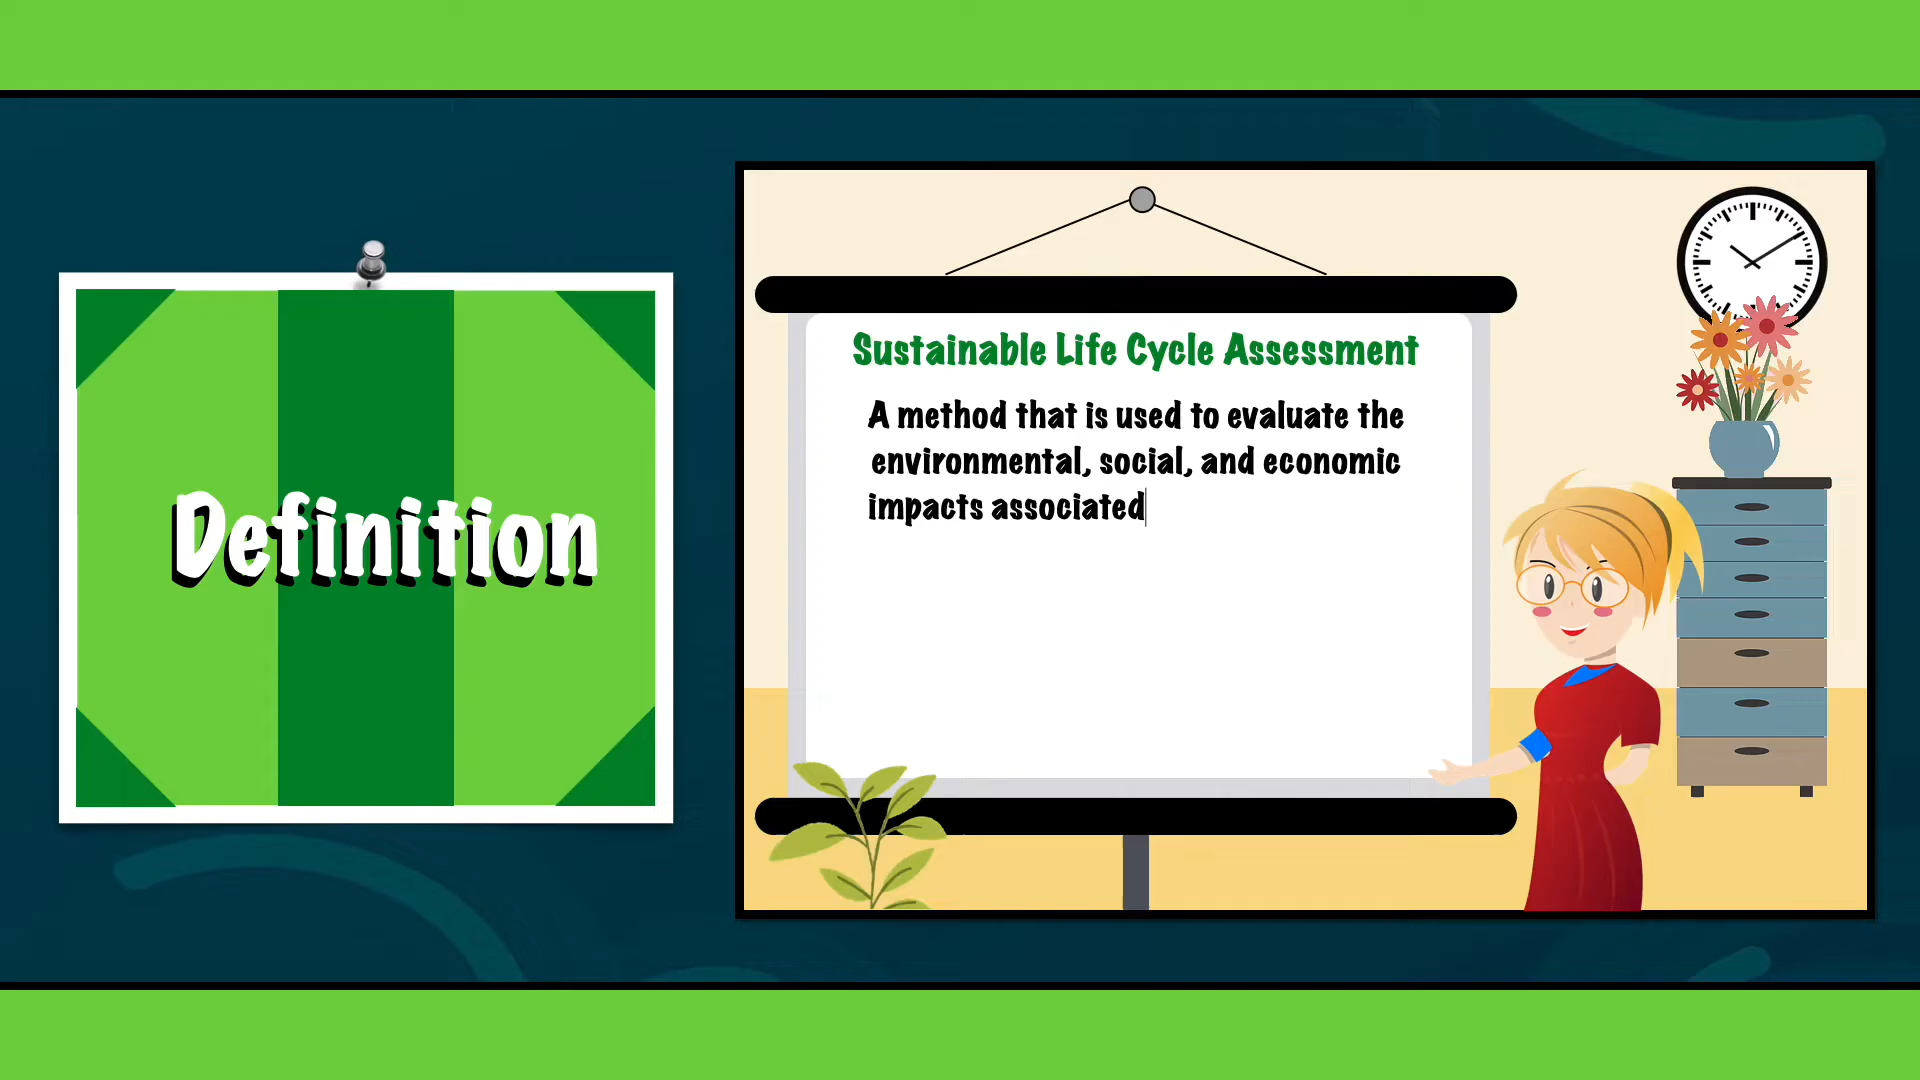 Definition
Sustainable Life Cycle Assessment
A method that is used to evaluate the
environmental, social, and economic
impacts associated